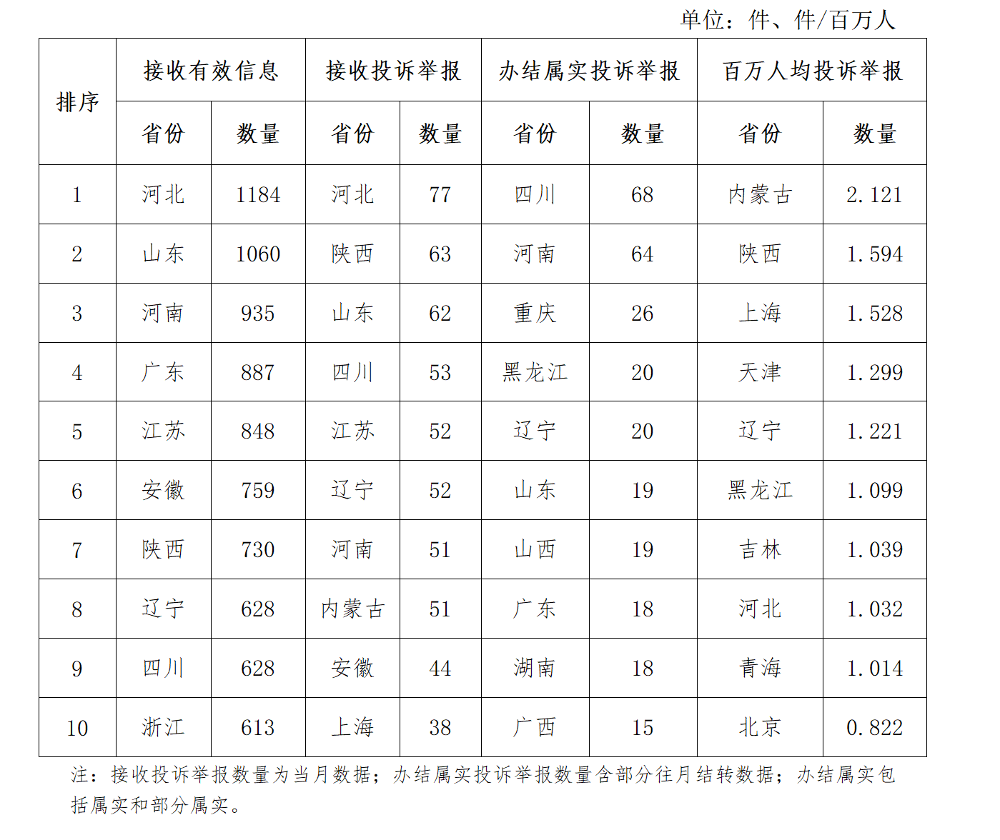 单位：件、件/百万人
排序 接收有效信息 接收投诉举报 办结属实投诉举报 百万人均投诉举报
省份 数量 省份 数量 省份 数量 省份 数量
1 河北 1184 河北 77 四川 68 内蒙古 2.121
2 山东 1060 陕西 63 河南 64 陕西 1.594
3 河南 935 山东 62 重庆 26 上海 1.528
4 广东 887 四川 53 黑龙江 20 天津 1.299
5 江苏 848 江苏 52 辽宁 20 辽宁 1.221
6 安徽 759 辽宁 52 山东 19 黑龙江 1.099
7 陕西 730 河南 51 山西 19 吉林 1.039
8 辽宁 628 内蒙古 51 广东 18 河北 1.032
9 四川 628 安徽 44 湖南 18 青海 1.014
10 浙江 613 上海 38 广西 15 北京 0.822
注：接收投诉举报数量为当月数据；办结属实投诉举报数量含部分往月结转数据；办结属实包
括属实和部分属实。